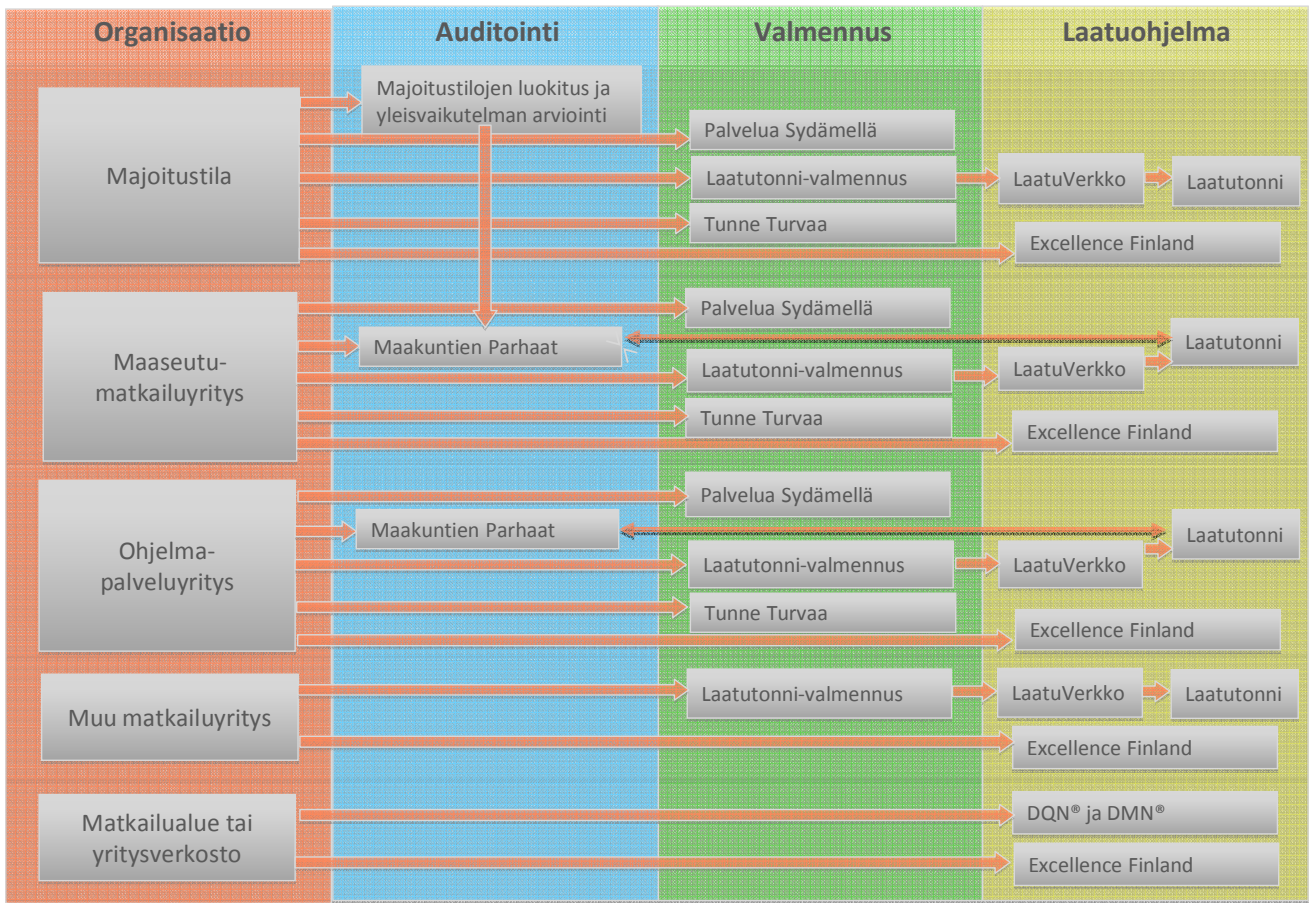 Organisaatio
Auditointi
Valmennus
Laatuohjelma
Majoitustila
Majoitustilojen luokitus ja
yleisvaikutelman arviointi
Palvelua Sydämellä
Laatutonni-valmennus
LaatuVerkko
Laatutonni
Tunne Turvaa
Excellence Finland
Maaseutu-
matkailuyritys
Palvelua Sydämellä
Maakuntien Parhaat
Laatutonni
Laatutonni-valmennus
LaatuVerkko
Tunne Turvaa
Excellence Finland
Ohjelma-
palveluyritys
Palvelua Sydämellä
Maakuntien Parhaat
Laatutonni
Laatutonni-valmennus
LaatuVerkko
Tunne Turvaa
Excellence Finland
Muu matkailuyritys
Laatutonni-valmennus
LaatuVerkko
Laatutonni
Excellence Finland
Matkailualue tai
yritysverkosto
DQN® ja DMN®
Excellence Finland